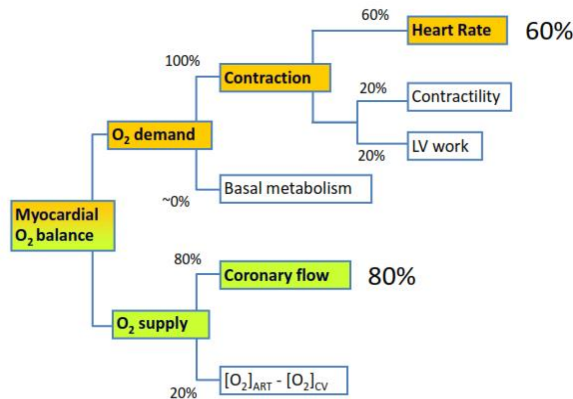 60%
Heart Rate 60%
100%
Contraction
20%
Contractility
O₂ demand
LV work
20%
Basal metabolism
~0%
Myocardial
O₂ balance
80%
Coronary flow 80%
O₂ supply
[O₂]ART - [O₂]CV
20%